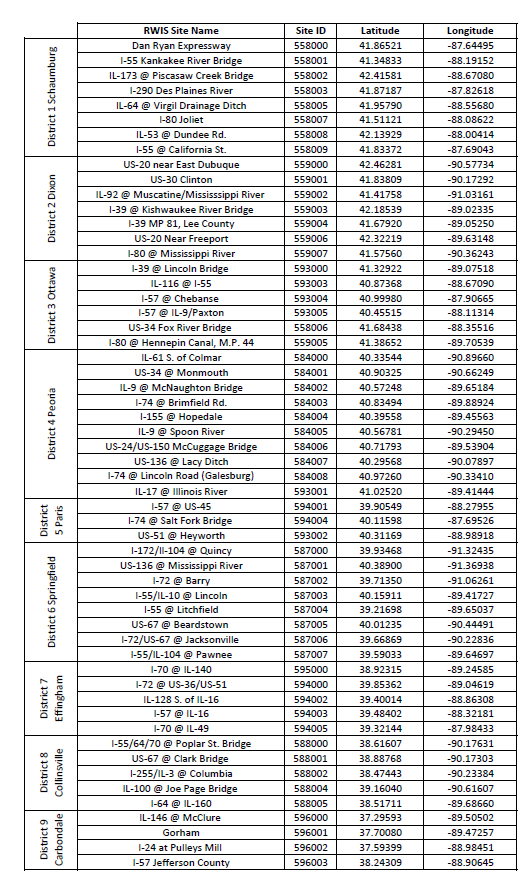 RWIS Site Name Site ID Latitude Longitude
District 1 Schaumburg
Dan Ryan Expressway 558000 41.86521 -87.64495
I-55 Kankakee River Bridge 558001 41.34833 -88.19152
IL-173 @ Piscasaw Creek Bridge 558002 42.41581 -88.67080
I-290 Des Plaines River 558003 41.87187 -87.82618
IL-64 @ Virgil Drainage Ditch 558005 41.95790 -88.55680
I-80 Joliet 558007 41.51121 -88.08622
IL-53 @ Dundee Rd. 558008 42.13929 -88.00414
I-55 @ California St. 558009 41.83372 -87.69043
District 2 Dixon
US-20 near East Dubuque 559000 42.46281 -90.57734
US-30 Clinton 559001 41.83809 -90.17292
IL-92 @ Muscatine/Mississsippi River 559002 41.41758 -91.03161
I-39 @ Kishwaukee River Bridge 559003 42.18539 -89.02335
I-39 MP 81, Lee County 559004 41.67920 -89.05250
US-20 Near Freeport 559006 42.32219 -89.63148
I-80 @ Mississippi River 559007 41.57560 -90.36243
District 3 Ottawa
I-39 @ Lincoln Bridge 593000 41.32922 -89.07518
IL-116 @ I-55 593003 40.87368 -88.67090
I-57 @ Chebanse 593004 40.99980 -87.90665
I-57 @ IL-9/Paxton 593005 40.45515 -88.11314
US-34 Fox River Bridge 558006 41.68438 -88.35516
I-80 @ Hennepin Canal, M.P. 44 559005 41.38652 -89.70539
District 4 Peoria
IL-61 S. of Colmar 584000 40.33544 -90.89660
US-34 @ Monmouth 584001 40.90325 -90.66249
IL-9 @ McNaughton Bridge 584002 40.57248 -89.65184
I-74 @ Brimfield Rd. 584003 40.83494 -89.88924
I-155 @ Hopedale 584004 40.39558 -89.45563
IL-9 @ Spoon River 584005 40.56781 -90.29450
US-24/US-150 McCuggage Bridge 584006 40.71793 -89.53904
US-136 @ Lacy Ditch 584007 40.29568 -90.07897
I-74 @ Lincoln Road (Galesburg) 584008 40.97260 -90.33410
IL-17 @ Illinois River 593001 41.02520 -89.41444
District
5 Paris
I-57 @ US-45 594001 39.90549 -88.27955
I-74 @ Salt Fork Bridge 594004 40.11598 -87.69526
US-51 @ Heyworth 593002 40.31169 -88.98918
District 6 Springfield
I-172/Il-104 @ Quincy 587000 39.93468 -91.32435
US-136 @ Mississippi River 587001 40.38900 -91.36938
I-72 @ Barry 587002 39.71350 -91.06261
I-55/IL-10 @ Lincoln 587003 40.15911 -89.41727
I-55 @ Litchfield 587004 39.21698 -89.65037
US-67 @ Beardstown 587005 40.01235 -90.44491
I-72/US-67 @ Jacksonville 587006 39.66869 -90.22836
I-55/IL-104 @ Pawnee 587007 39.59033 -89.64697
District 7
Effingham
I-70 @ IL-140 595000 38.92315 -89.24585
I-72 @ US-36/US-51 594000 39.85362 -89.04619
IL-128 S. of IL-16 594002 39.40014 -88.86308
I-57 @ IL-16 594003 39.48402 -88.32181
I-70 @ IL-49 594005 39.32144 -87.98433
District 8
Collinsville
I-55/64/70 @ Poplar St. Bridge 588000 38.61607 -90.17631
US-67 @ Clark Bridge 588001 38.88768 -90.17303
I-255/IL-3 @ Columbia 588002 38.47443 -90.23384
IL-100 @ Joe Page Bridge 588004 39.16040 -90.61607
I-64 @ IL-160 588005 38.51711 -89.68660
District 9
Carbondale
IL-146 @ McClure 596000 37.29593 -89.50502
Gorham 596001 37.70080 -89.47257
I-24 at Pulleys Mill 596002 37.59399 -88.98451
I-57 Jefferson County 596003 38.24309 -88.90645